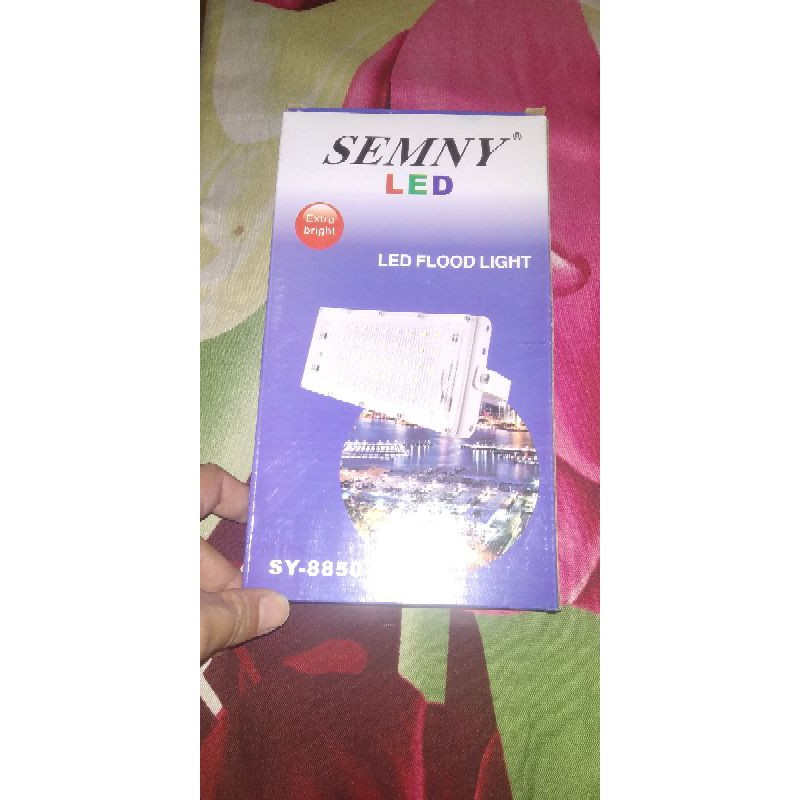 SEMNY®
LED
Extra
bright
LED FLOOD LIGHT
SY-8850